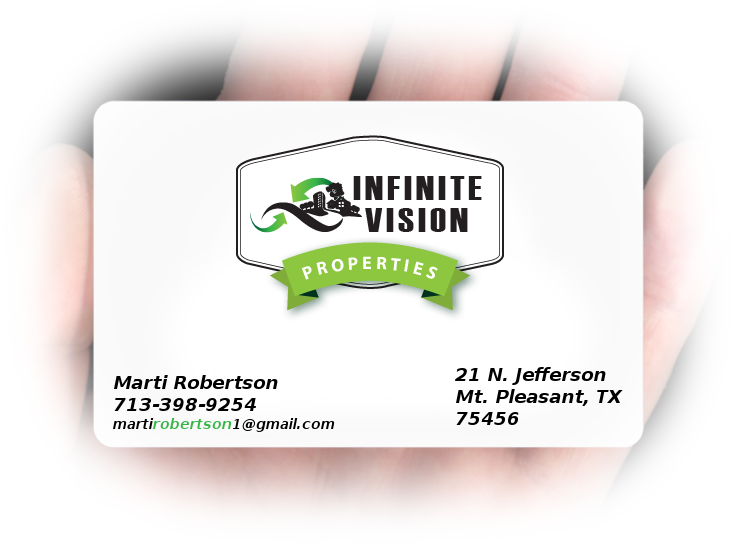 INFINITE
VISION
PROPERTIES
Marti Robertson
713-398-9254
martirobertson1@gmail.com
21 N. Jefferson
Mt. Pleasant, TX
75456